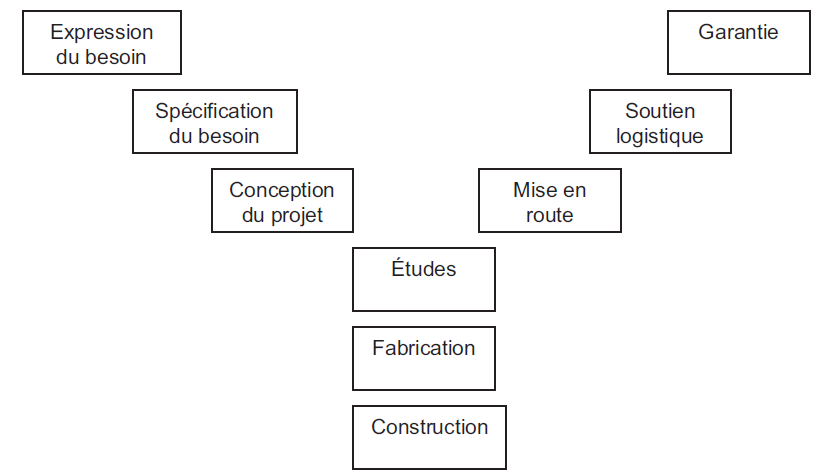 Expression
du besoin
Garantie
Spécification
du besoin
Soutien
logistique
Conception
du projet
Mise en
route
Études
Fabrication
Construction